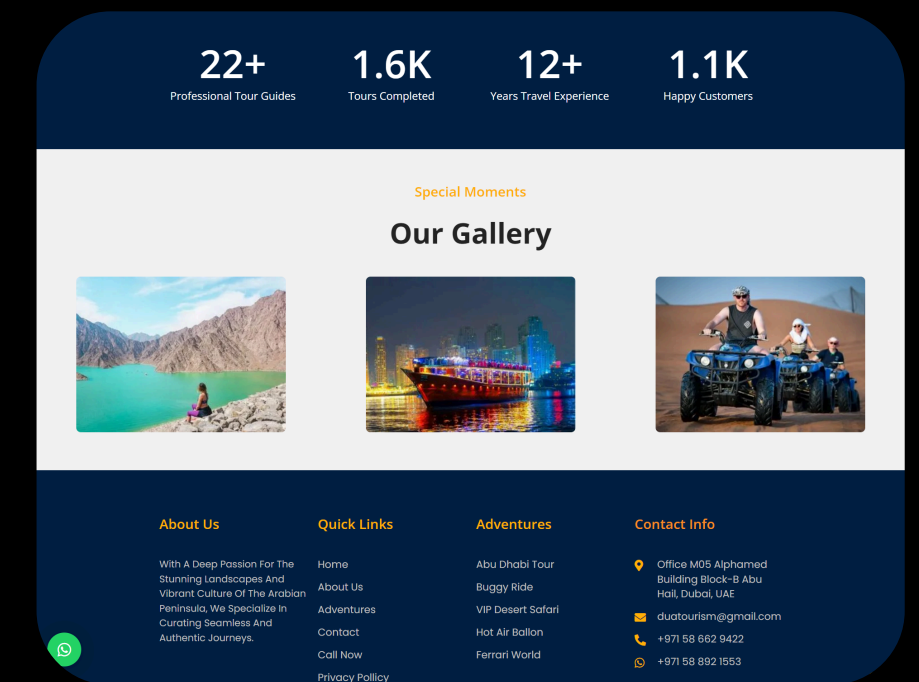 22+
1.6K
12+
1.1K
Professional Tour Guides
Tours Completed
Years Travel Experience
Happy Customers
Special Moments
Our Gallery
About Us
With A Deep Passion For The
Stunning Landscapes And
Vibrant Culture Of The Arabian
Peninsula, We Specialize In
Curating Seamless And
Authentic Journeys.
Quick Links
Home
About Us
Adventures
Contact
Call Now
Privacy Pollicy
Adventures
Abu Dhabi Tour
Buggy Ride
VIP Desert Safari
Hot Air Ballon
Ferrari World
Contact Info
Office M05 Alphamed
Building Block-B Abu
Hail, Dubai, UAE
duatourism@gmail.com
+971 58 662 9422
+971 58 892 1553